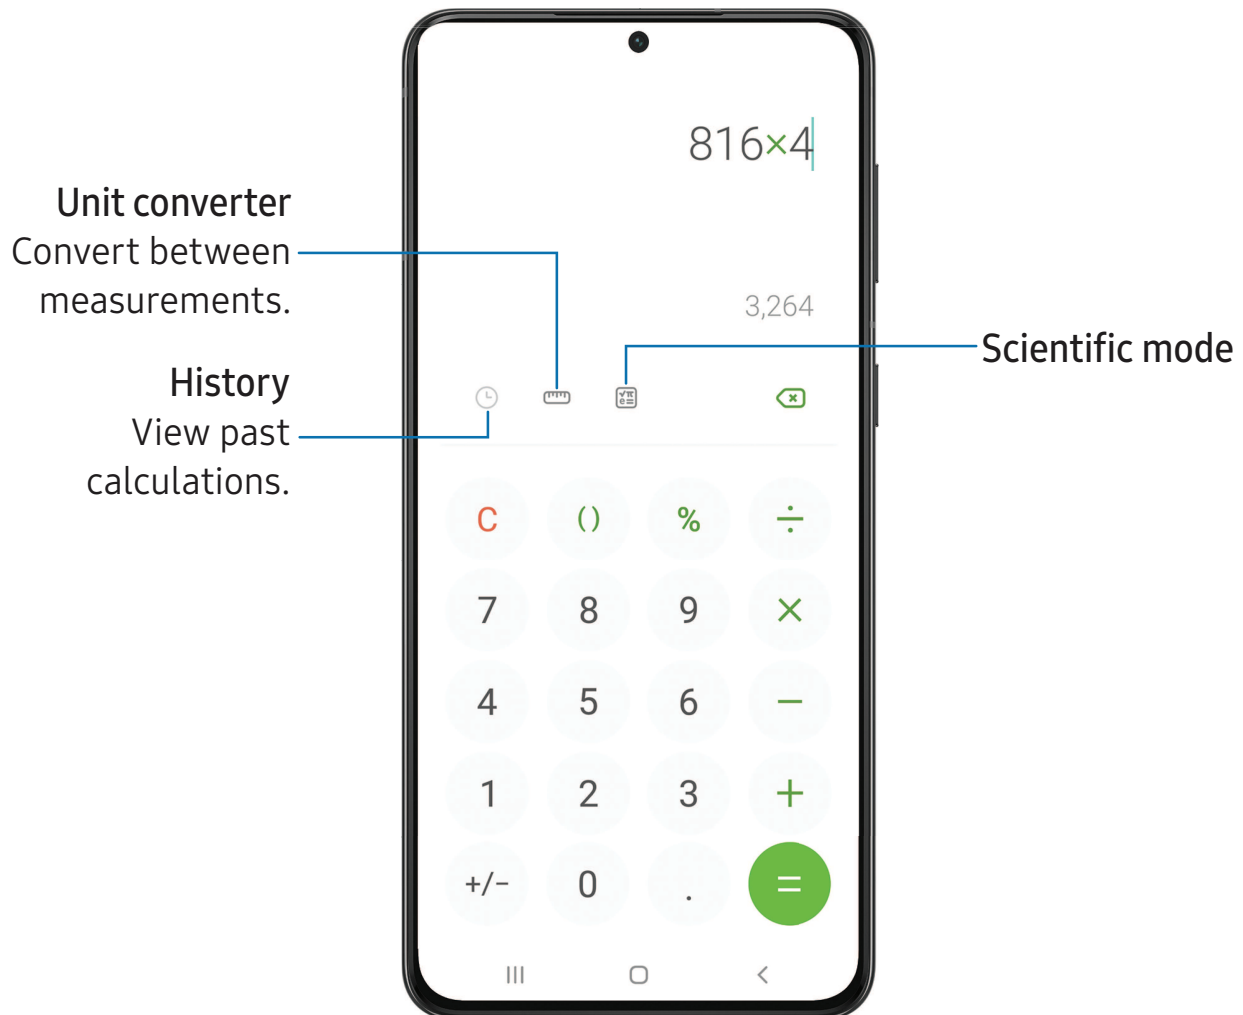 816×4
Unit converter
Convert between
measurements.
3,264
Scientific mode
History
View past
calculations.
√π
e=
C () % ÷
7 8 9 ×
4 5 6 −
1 2 3 +
+/− 0 . =